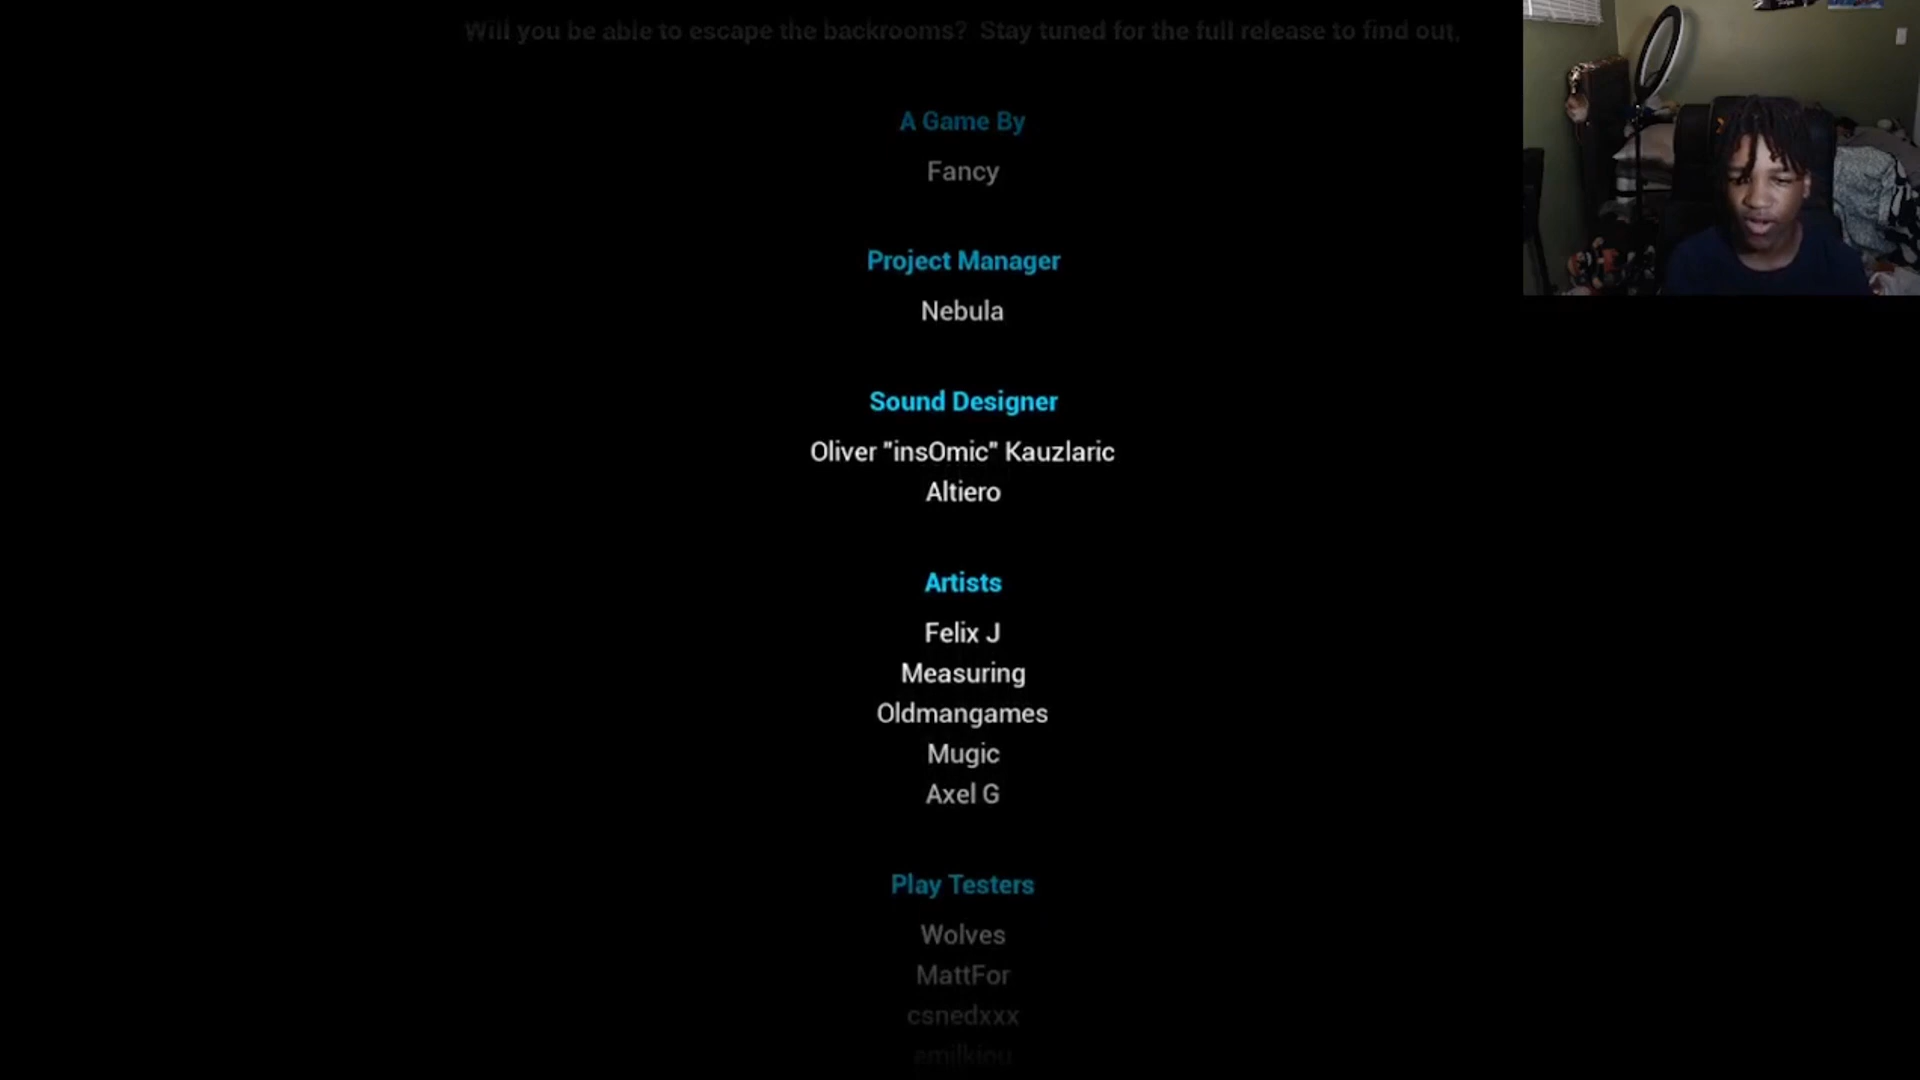 Will you be able to escape the backrooms? Stay tuned for the full release to find out,
A Game By
Fancy
Project Manager
Nebula
Sound Designer
Oliver "insOmic" Kauzlaric
Altiero
Artists
Felix J
Measuring
Oldmangames
Mugic
Axel G
Play Testers
Wolves
MattFor
csnedxxx